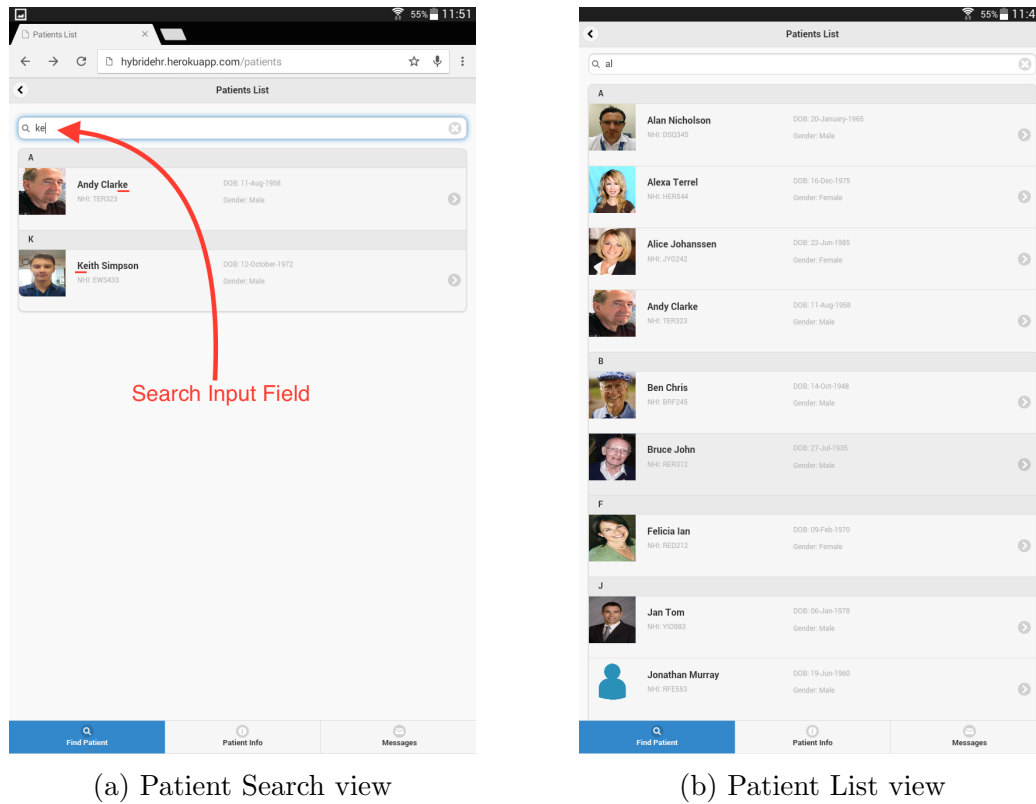 55% 11:51
Patients List ×
hybridehr.herokuapp.com/patients
Patients List
ke
A
Andy Clarke
NHI: TER323
DOB: 11-Aug-1958
Gender: Male
K
Keith Simpson
NHI: EWS433
DOB: 12-October-1972
Gender: Male
Search Input Field
Find Patient
Patient Info
Messages
(a) Patient Search view
55% 11:4
Patients List
al
A
Alan Nicholson
NHI: DSQ345
DOB: 20-January-1965
Gender: Male
Alexa Terrel
NHI: HER544
DOB: 16-Dec-1975
Gender: Female
Alice Johanssen
NHI: JYG242
DOB: 22-Jun-1985
Gender: Female
Andy Clarke
NHI: TER323
DOB: 11-Aug-1958
Gender: Male
B
Ben Chris
NHI: BRF245
DOB: 14-Oct-1948
Gender: Male
Bruce John
NHI: RER312
DOB: 27-Jul-1935
Gender: Male
F
Felicia Ian
NHI: RED212
DOB: 09-Feb-1970
Gender: Female
J
Jan Tom
NHI: YIO983
DOB: 06-Jan-1978
Gender: Male
Jonathan Murray
NHI: RFE553
DOB: 19-Jun-1960
Gender: Male
Find Patient
Patient Info
Messages
(b) Patient List view